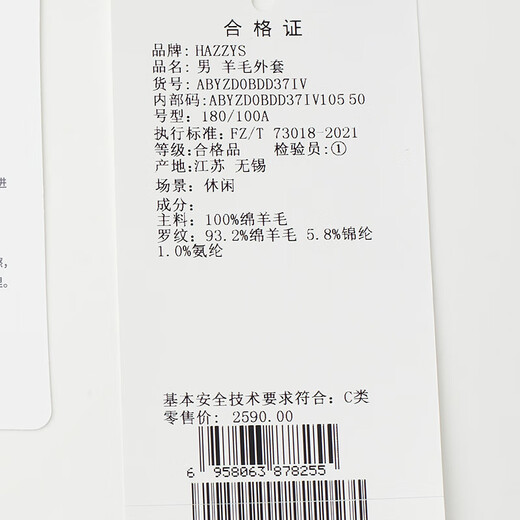 合格证
品牌: HAZZYS
品名: 男 羊毛外套
货号: ABYZD0BDD37IV
内部码: ABYZD0BDD37IV105 50
号型: 180/100A
执行标准: FZ/T 73018-2021
等级: 合格品 检验员: ①
产地: 江苏 无锡
场景: 休闲
成分:
主料: 100%绵羊毛
罗纹: 93.2%绵羊毛 5.8%锦纶
1.0%氨纶
基本安全技术要求符合: C类
零售价: 2590.00
6 958063 878255
进